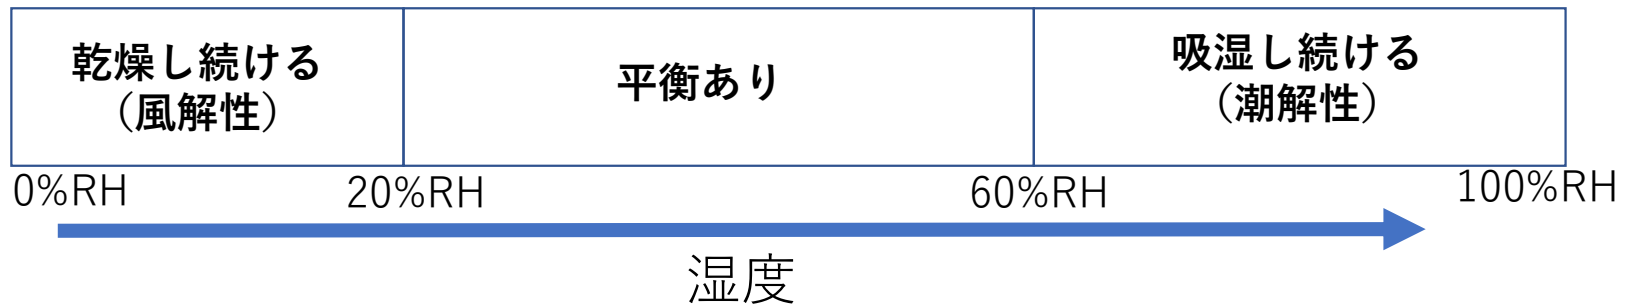 乾燥し続ける
（風解性）
平衡あり
吸湿し続ける
（潮解性）
0%RH
20%RH
60%RH
100%RH
湿度